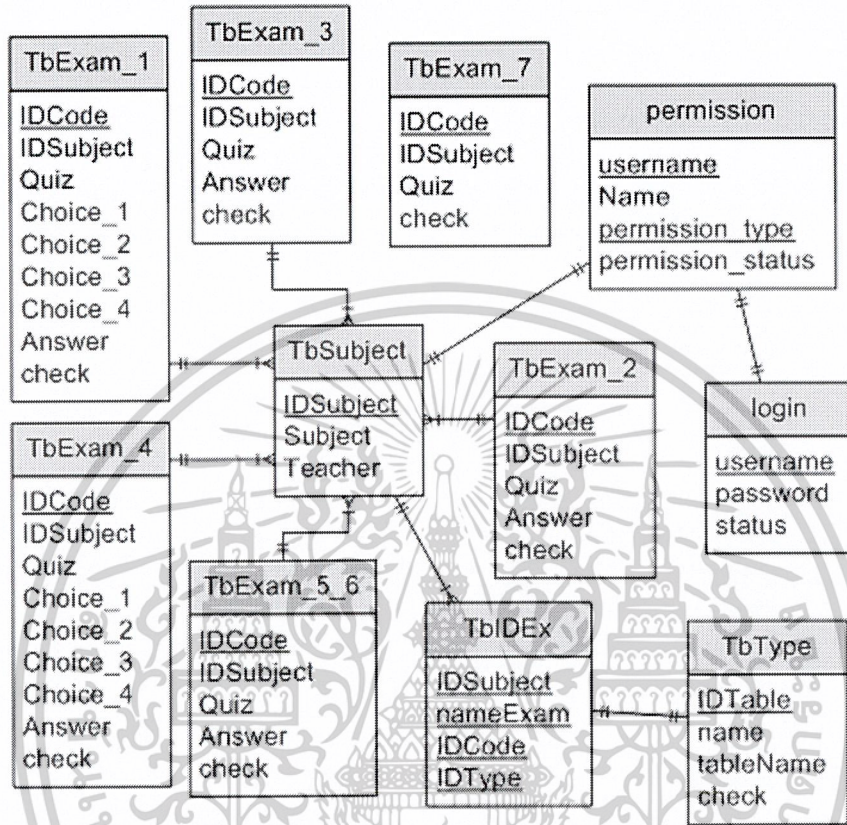 TbExam_1
IDCode
IDSubject
Quiz
Choice_1
Choice_2
Choice_3
Choice_4
Answer
check
TbExam_3
IDCode
IDSubject
Quiz
Answer
check
TbExam_7
IDCode
IDSubject
Quiz
check
permission
username
Name
permission_type
permission_status
TbSubject
IDSubject
Subject
Teacher
TbExam_2
IDCode
IDSubject
Quiz
Answer
check
login
username
password
status
TbExam_4
IDCode
IDSubject
Quiz
Choice_1
Choice_2
Choice_3
Choice_4
Answer
check
TbExam_5_6
IDCode
IDSubject
Quiz
Answer
check
TbIDEx
IDSubject
nameExam
IDCode
IDType
TbType
IDTable
name
tableName
check